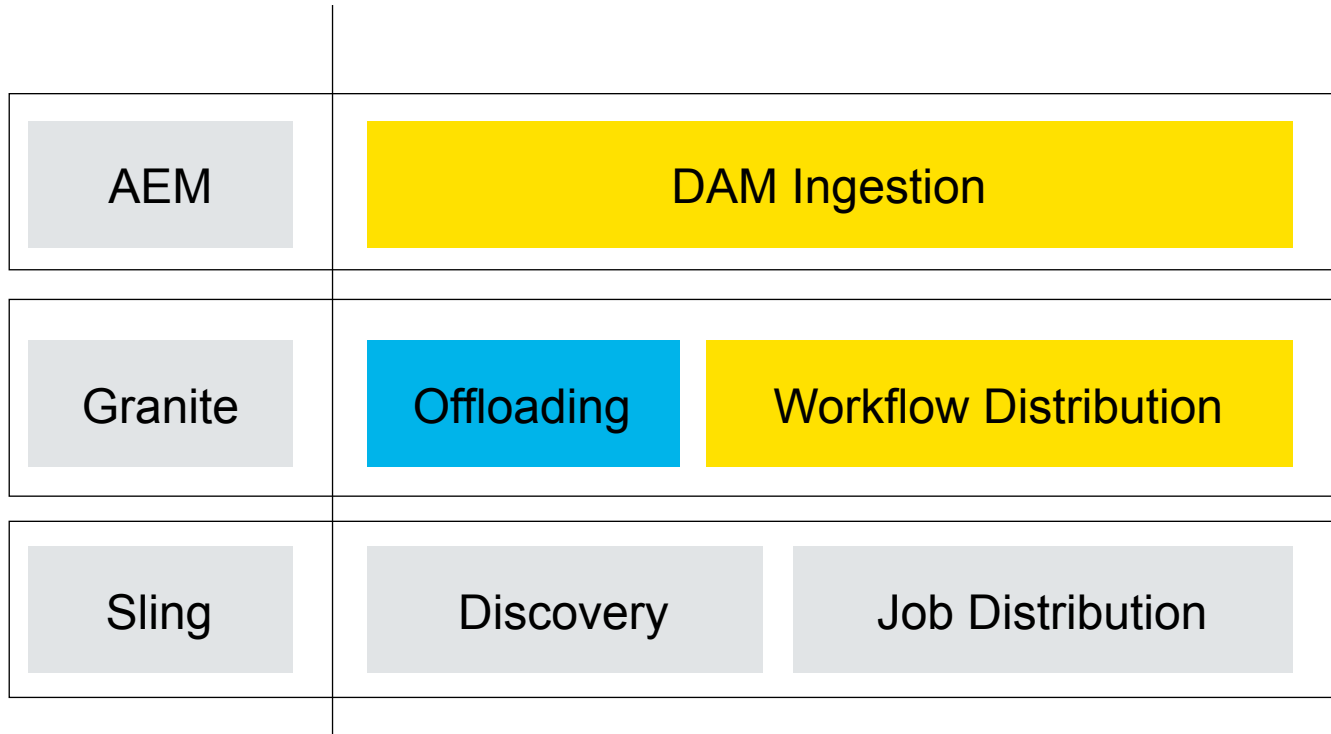 AEM
DAM Ingestion
Granite
Offloading
Workflow Distribution
Sling
Discovery
Job Distribution